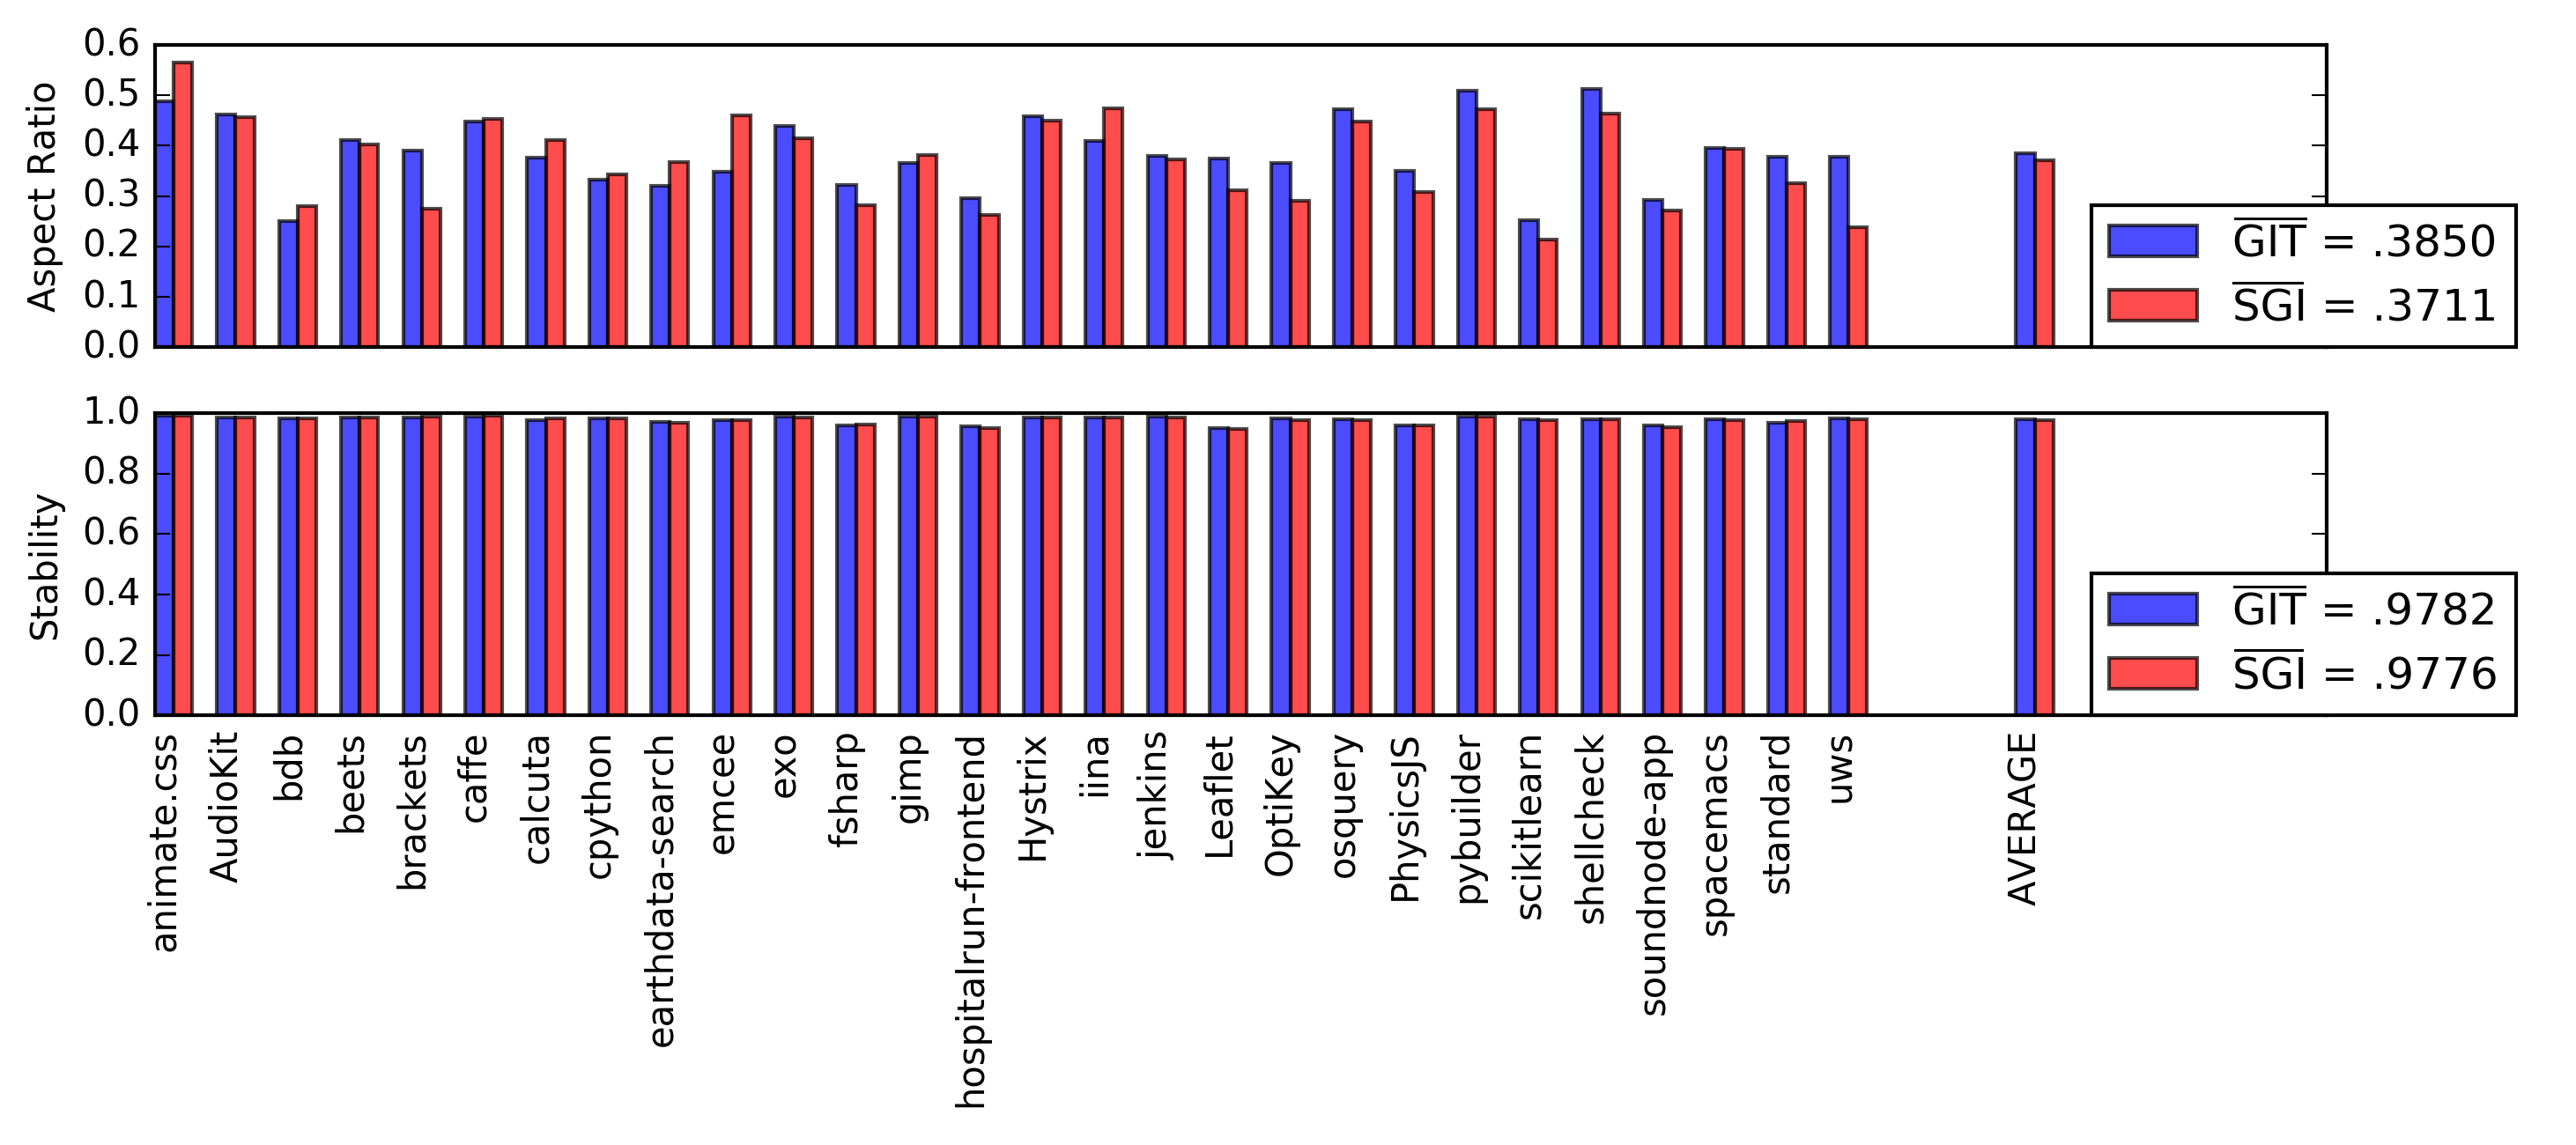 Aspect Ratio
0.6
0.5
0.4
0.3
0.2
0.1
0.0
GIT = .3850
SGI = .3711
Stability
1.0
0.8
0.6
0.4
0.2
0.0
GIT = .9782
SGI = .9776
animate.css
AudioKit
bdb
beets
brackets
caffe
calcuta
cpython
earthdata-search
emcee
exo
fsharp
gimp
hospitalrun-frontend
Hystrix
iina
jenkins
Leaflet
OptiKey
osquery
PhysicsJS
pybuilder
scikitlearn
shellcheck
soundnode-app
spacemacs
standard
uws
AVERAGE